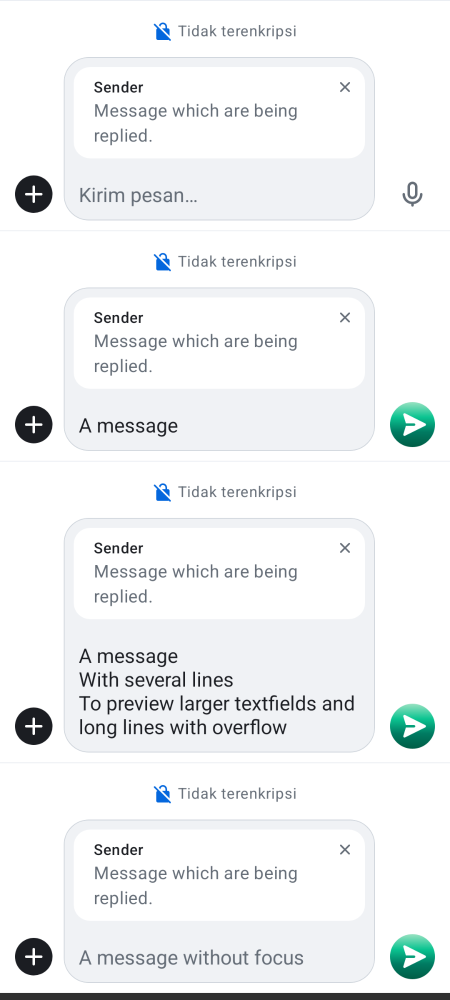 Tidak terenkripsi
Sender
Message which are being
replied.
Kirim pesan…
Tidak terenkripsi
Sender
Message which are being
replied.
A message
Tidak terenkripsi
Sender
Message which are being
replied.
A message
With several lines
To preview larger textfields and
long lines with overflow
Tidak terenkripsi
Sender
Message which are being
replied.
A message without focus